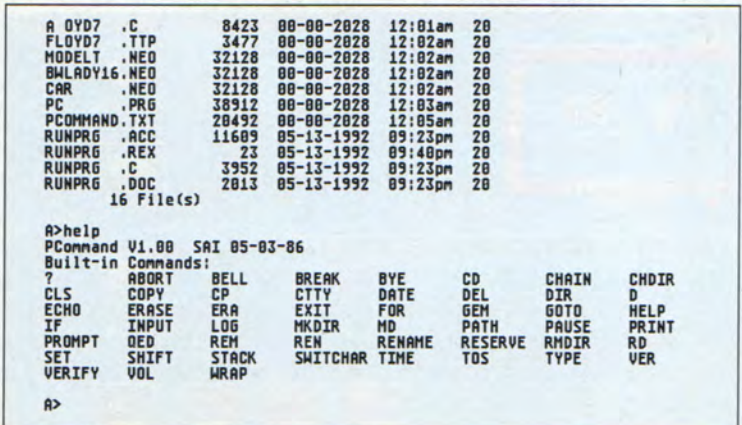 A OYD7  .C        8423  00-00-2028  12:01am  20
FLOYD7  .TTP      3477  00-00-2028  12:02am  20
MODELT  .NEO     32128  00-00-2028  12:02am  20
BWLADY16.NEO     32128  00-00-2028  12:02am  20
CAR     .NEO     32128  00-00-2028  12:02am  20
PC      .PRG     38912  00-00-2028  12:03am  20
PCOMMAND.TXT     20492  00-00-2028  12:05am  20
RUNPRG  .ACC     11609  05-13-1992  09:23pm  20
RUNPRG  .REX        23  05-13-1992  09:40pm  20
RUNPRG  .C        3952  05-13-1992  09:23pm  20
RUNPRG  .DOC      2013  05-13-1992  09:23pm  20
16 File(s)
A>help
PCommand V1.00  SAI 05-03-86
Built-in Commands:
?        ABORT    BELL     BREAK    BYE      CD       CHAIN    CHDIR
CLS      COPY     CP       CTTY     DATE     DEL      DIR      D
ECHO     ERASE    ERA      EXIT     FOR      GEM      GOTO     HELP
IF       INPUT    LOG      MKDIR    MD       PATH     PAUSE    PRINT
PROMPT   QED      REM      REN      RENAME   RESERVE  RMDIR    RD
SET      SHIFT    STACK    SWITCHAR TIME     TOS      TYPE     VER
VERIFY   VOL      WRAP
A>